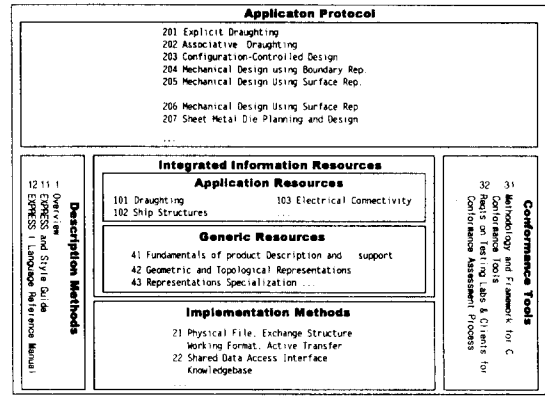 Applicaton Protocol
201 Explicit Draughting
202 Associative Draughting
203 Configuration-Controlled Design
204 Mechanical Design using Boundary Rep.
205 Mechanical Design Using Surface Rep.
206 Mechanical Design Using Surface Rep
207 Sheet Metal Die Planning and Design
...
Description Methods
1 Overview
11 EXPRESS and Style Guide
12 EXPRESS I Language Reference Manual
Integrated Information Resources
Application Resources
101 Draughting 103 Electrical Connectivity
102 Ship Structures ....
Generic Resources
41 Fundamentals of product Description and support
42 Geometric and Topological Representations
43 Representations Specialization ...
Implementation Methods
21 Physical File, Exchange Structure
Working Format, Active Transfer
22 Shared Data Access Interface
Knowledgebase
....
Conformance Tools
31 Methodology and Framework for C
Conformance Tools
32 Reqts on Testing Labs & Clients for
Conformance Assessment Process